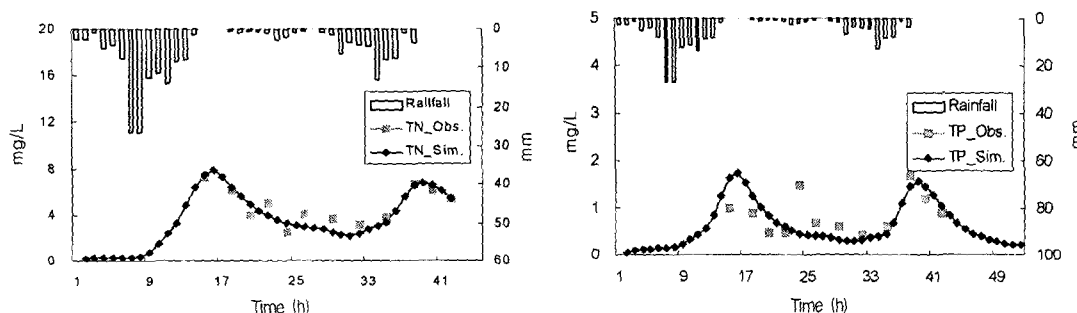 20
16
12
8
4
0
mg/L
0
10
20
30
40
50
60
mm
Rallfall
TN_Obs.
TN_Sim.
1 9 17 25 33 41
Time (h)
5
4
3
2
1
0
mg/L
0
20
40
60
80
100
mm
Rainfall
TP_Obs.
TP_Sim.
1 9 17 25 33 41 49
Time (h)